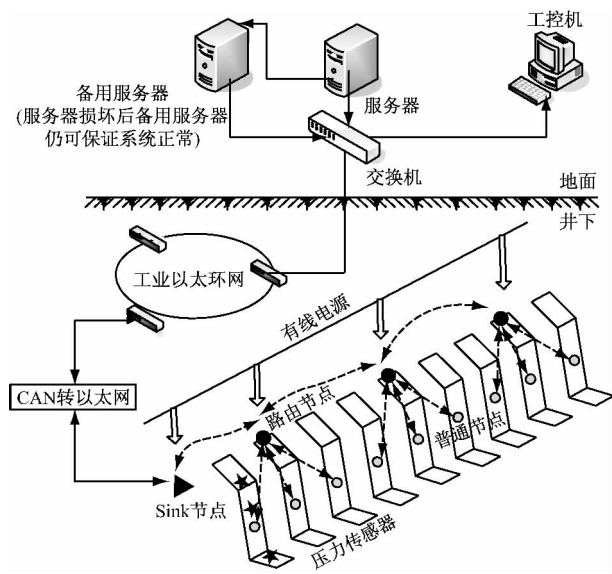 工控机
备用服务器
(服务器损坏后备用服务器
仍可保证系统正常)
服务器
交换机
地面
井下
工业以太环网
有线电源
CAN转以太网
路由节点
普通节点
Sink节点
压力传感器